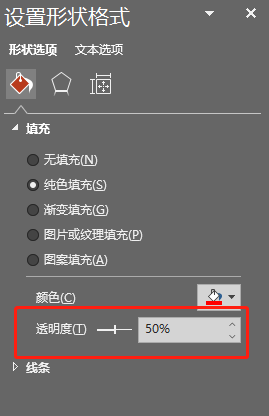 设置形状格式
形状选项 文本选项
填充
无填充(N)
纯色填充(S)
渐变填充(G)
图片或纹理填充(P)
图案填充(A)
颜色(C)
透明度(T) 50%
线条